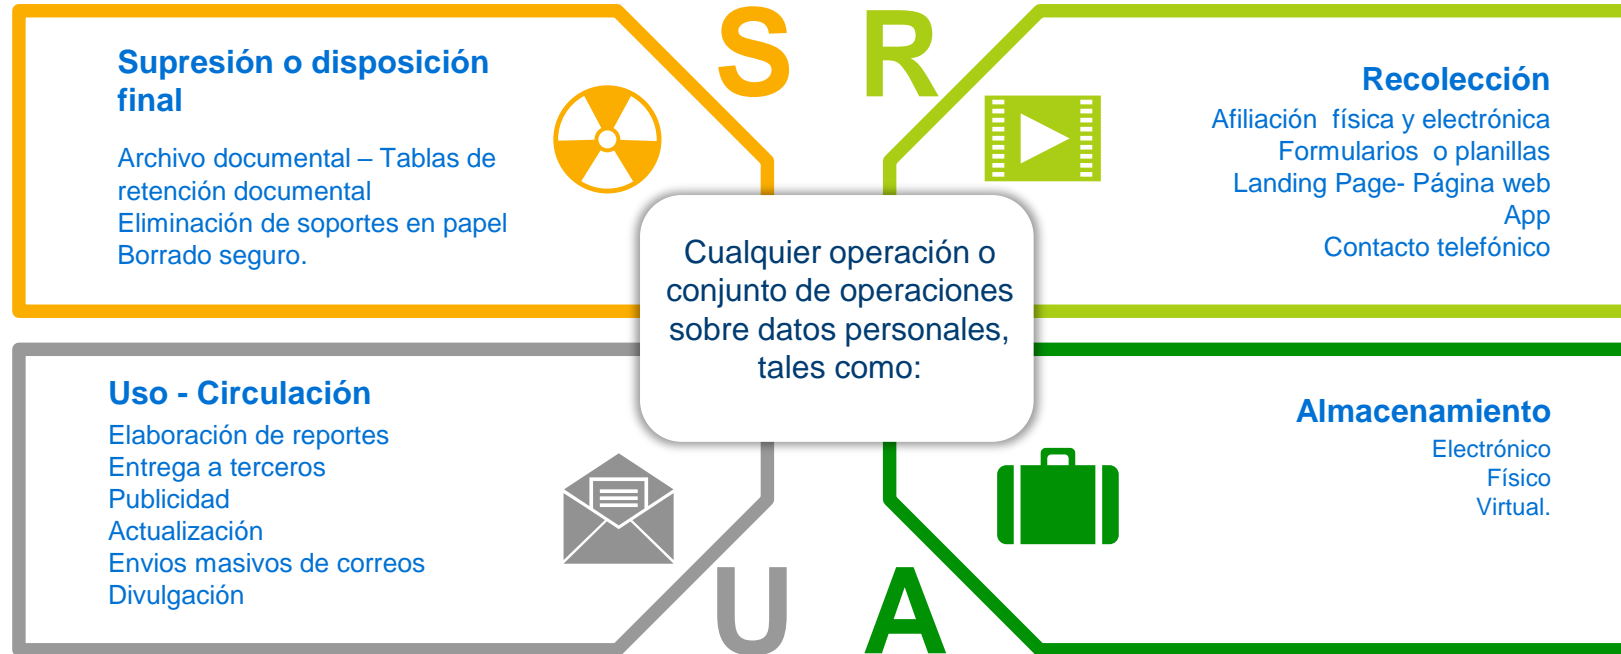 S
Supresión o disposición
final
Archivo documental – Tablas de
retención documental
Eliminación de soportes en papel
Borrado seguro.
R
Recolección
Afiliación física y electrónica
Formularios o planillas
Landing Page- Página web
App
Contacto telefónico
Cualquier operación o
conjunto de operaciones
sobre datos personales,
tales como:
Uso - Circulación
Elaboración de reportes
Entrega a terceros
Publicidad
Actualización
Envios masivos de correos
Divulgación
U
A
Almacenamiento
Electrónico
Físico
Virtual.